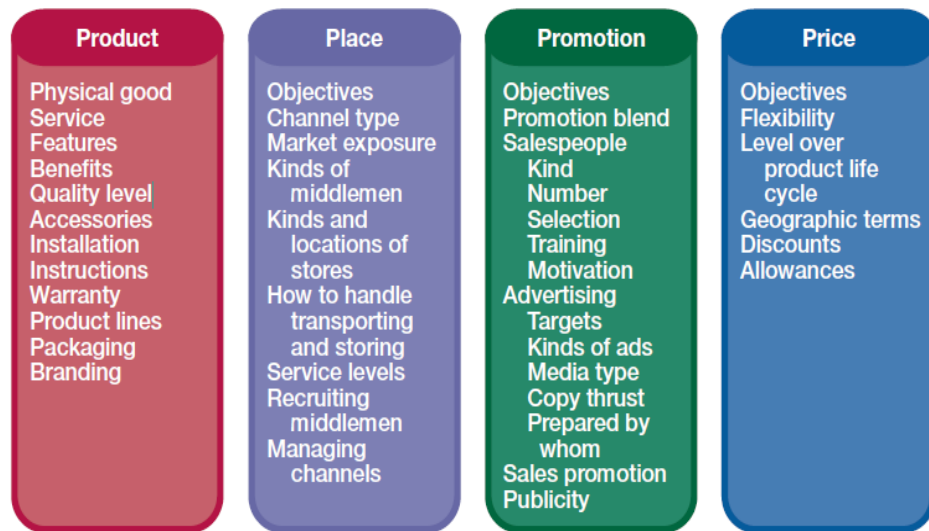 Product
Physical good
Service
Features
Benefits
Quality level
Accessories
Installation
Instructions
Warranty
Product lines
Packaging
Branding
Place
Objectives
Channel type
Market exposure
Kinds of
middlemen
Kinds and
locations of
stores
How to handle
transporting
and storing
Service levels
Recruiting
middlemen
Managing
channels
Promotion
Objectives
Promotion blend
Salespeople
Kind
Number
Selection
Training
Motivation
Advertising
Targets
Kinds of ads
Media type
Copy thrust
Prepared by
whom
Sales promotion
Publicity
Price
Objectives
Flexibility
Level over
product life
cycle
Geographic terms
Discounts
Allowances